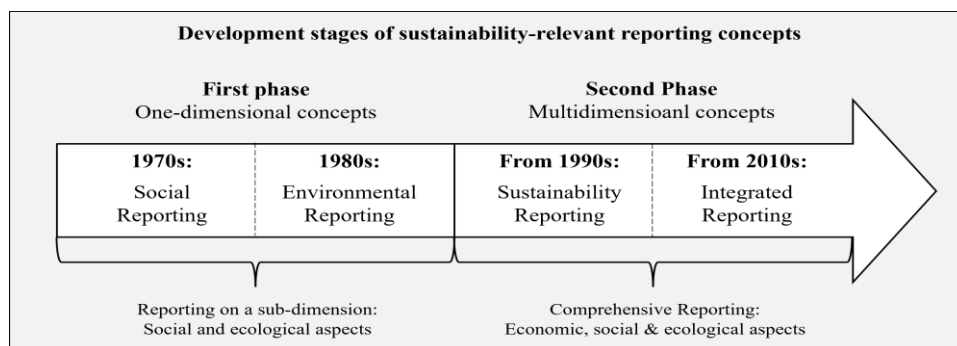 Development stages of sustainability-relevant reporting concepts
First phase
One-dimensional concepts
Second Phase
Multidimensioanl concepts
1970s:
Social
Reporting
1980s:
Environmental
Reporting
From 1990s:
Sustainability
Reporting
From 2010s:
Integrated
Reporting
Reporting on a sub-dimension:
Social and ecological aspects
Comprehensive Reporting:
Economic, social & ecological aspects